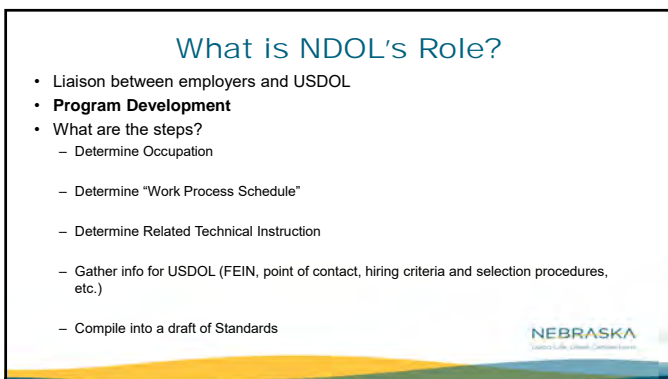 What is NDOL's Role?
• Liaison between employers and USDOL
• Program Development
• What are the steps?
– Determine Occupation
– Determine “Work Process Schedule”
– Determine Related Technical Instruction
– Gather info for USDOL (FEIN, point of contact, hiring criteria and selection procedures,
etc.)
– Compile into a draft of Standards
NEBRASKA